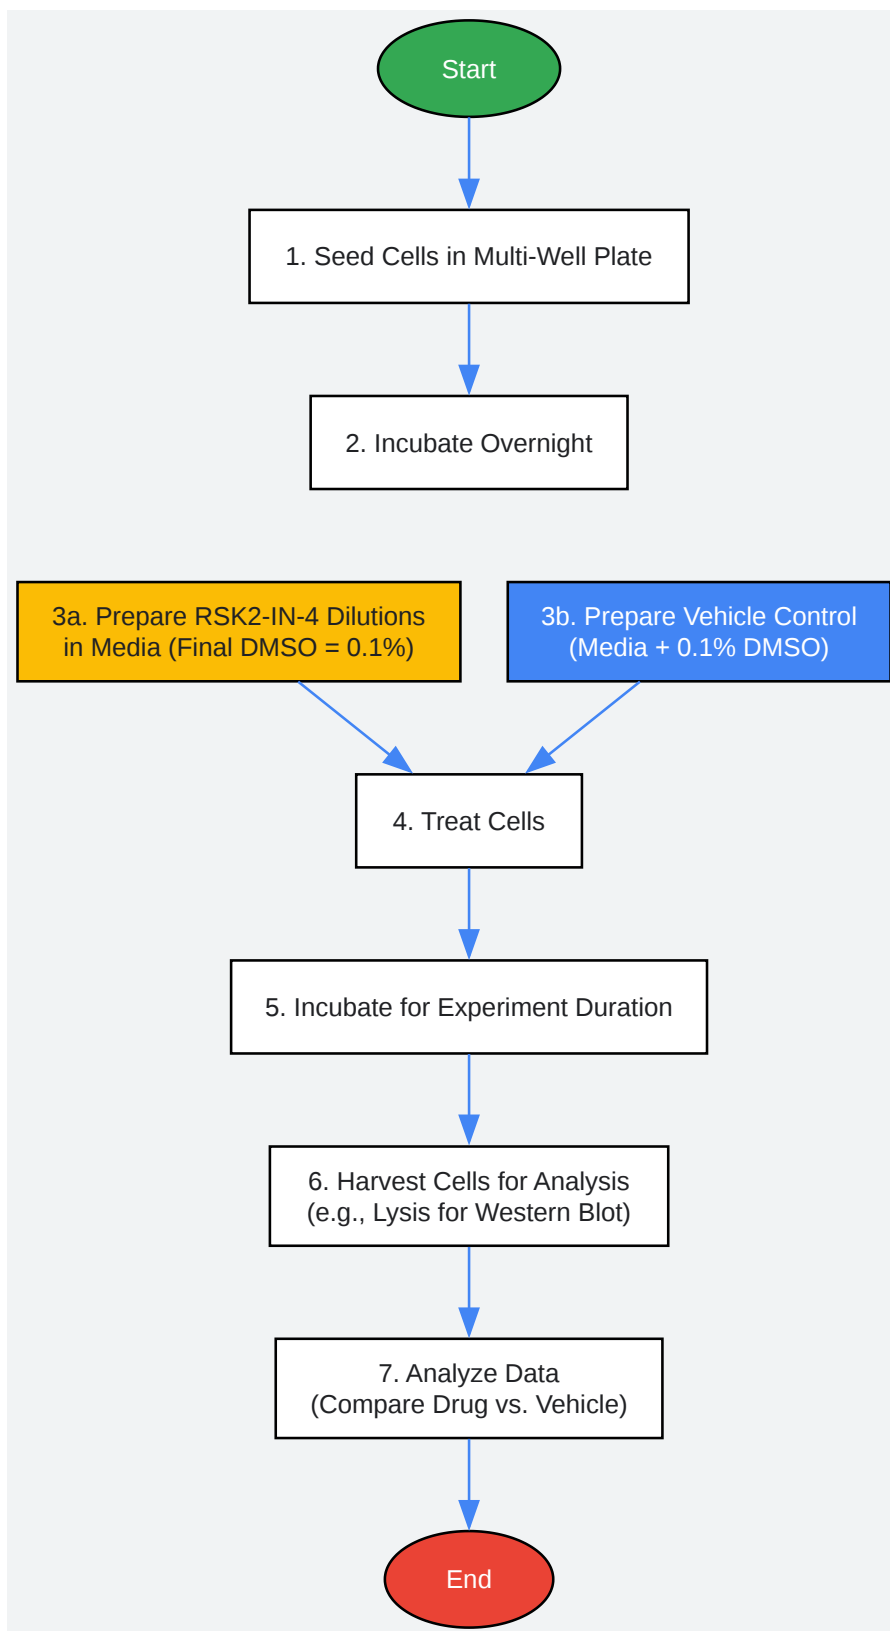 Start
1. Seed Cells in Multi-Well Plate
2. Incubate Overnight
3a. Prepare RSK2-IN-4 Dilutions
in Media (Final DMSO = 0.1%)
3b. Prepare Vehicle Control
(Media + 0.1% DMSO)
4. Treat Cells
5. Incubate for Experiment Duration
6. Harvest Cells for Analysis
(e.g., Lysis for Western Blot)
7. Analyze Data
(Compare Drug vs. Vehicle)
End